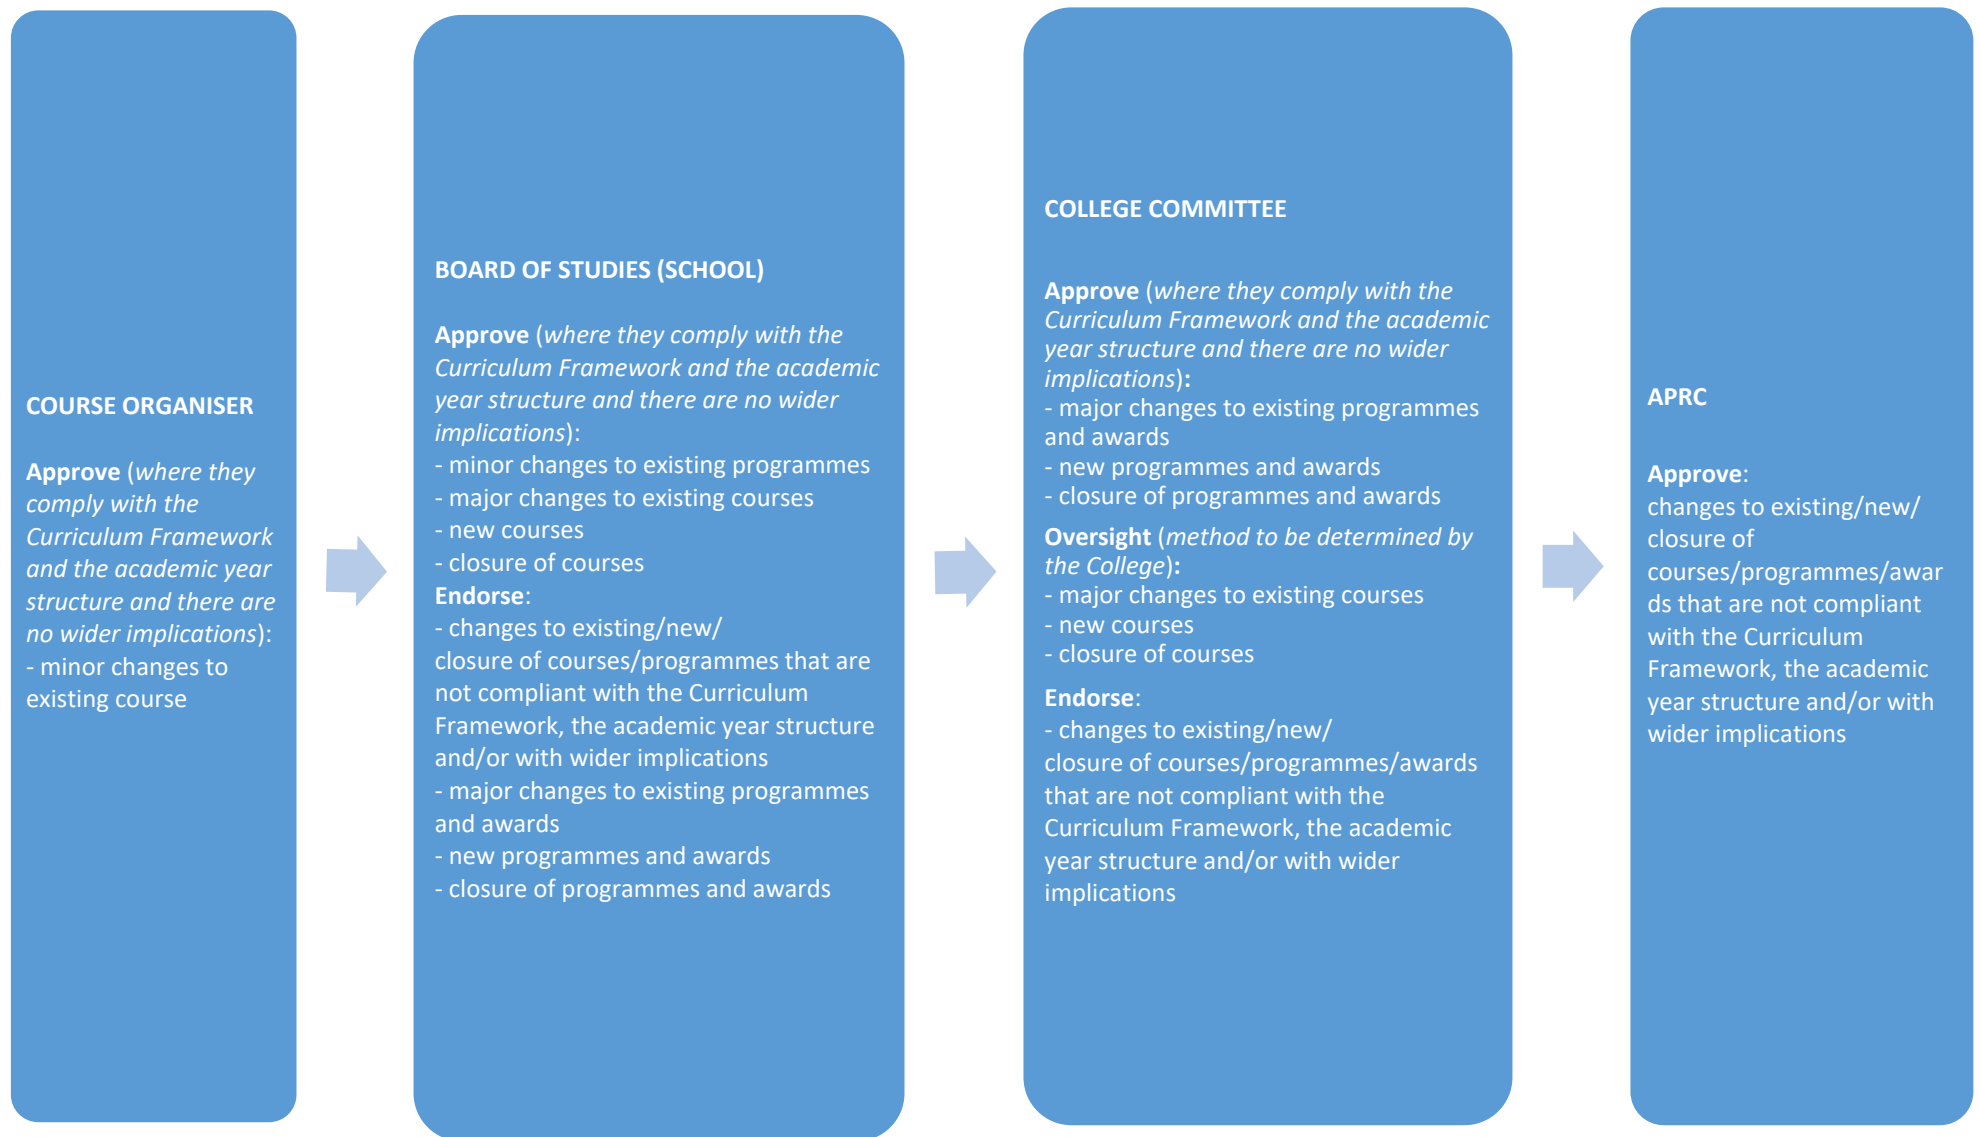 COURSE ORGANISER
Approve (where they
comply with the
Curriculum Framework
and the academic year
structure and there are
no wider implications):
- minor changes to
existing course
BOARD OF STUDIES (SCHOOL)
Approve (where they comply with the
Curriculum Framework and the academic
year structure and there are no wider
implications):
- minor changes to existing programmes
- major changes to existing courses
- new courses
- closure of courses
Endorse:
- changes to existing/new/
closure of courses/programmes that are
not compliant with the Curriculum
Framework, the academic year structure
and/or with wider implications
- major changes to existing programmes
and awards
- new programmes and awards
- closure of programmes and awards
COLLEGE COMMITTEE
Approve (where they comply with the
Curriculum Framework and the academic
year structure and there are no wider
implications):
- major changes to existing programmes
and awards
- new programmes and awards
- closure of programmes and awards
Oversight (method to be determined by
the College):
- major changes to existing courses
- new courses
- closure of courses
Endorse:
- changes to existing/new/
closure of courses/programmes/awards
that are not compliant with the
Curriculum Framework, the academic
year structure and/or with wider
implications
APRC
Approve:
changes to existing/new/
closure of
courses/programmes/awar
ds that are not compliant
with the Curriculum
Framework, the academic
year structure and/or with
wider implications